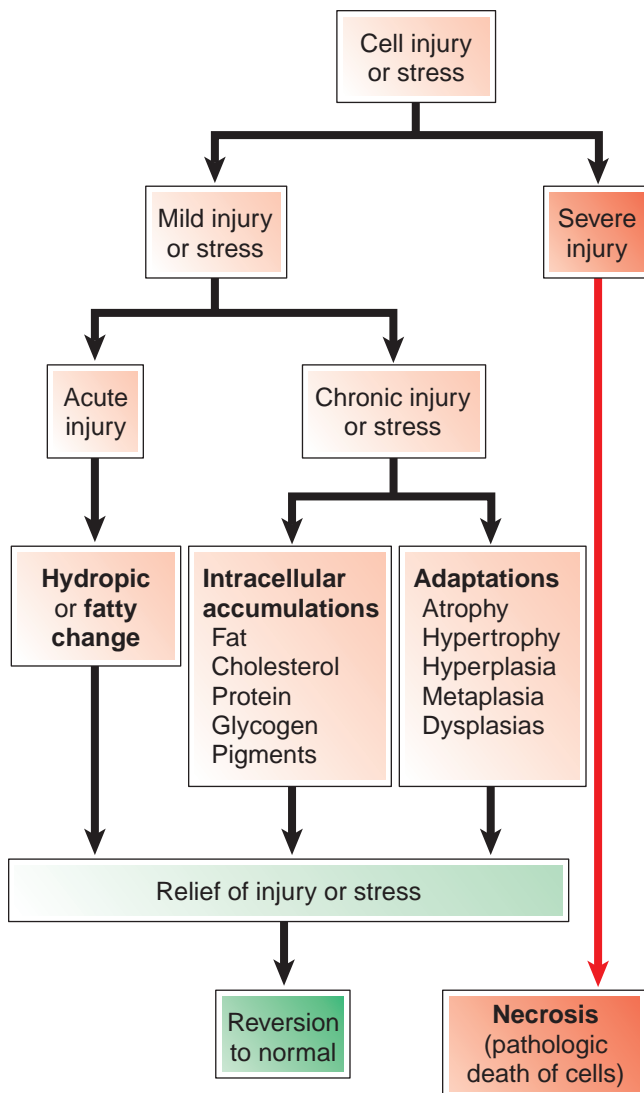 Cell injury
or stress
Mild injury
or stress
Severe
injury
Acute
injury
Chronic injury
or stress
Hydropic
or fatty
change
Intracellular
accumulations
Fat
Cholesterol
Protein
Glycogen
Pigments
Adaptations
Atrophy
Hypertrophy
Hyperplasia
Metaplasia
Dysplasias
Relief of injury or stress
Reversion
to normal
Necrosis
(pathologic
death of cells)